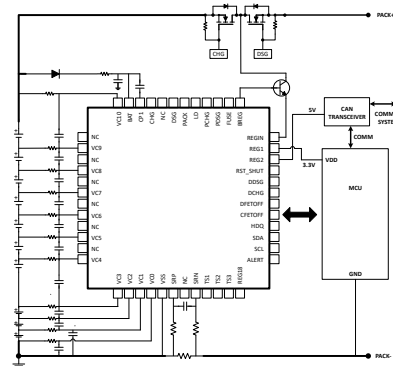 PACK+
CHG
DSG
VC10
BAT
CP1
CHG
NC
DSG
PACK
LD
PCHG
PDSG
FUSE
BREG
5V
CAN
TRANSCEIVER
COMM
SYSTE
COMM
NC
VC9
NC
VC8
NC
VC7
NC
VC6
NC
VC5
NC
VC4
REGIN
REG1
REG2
RST_SHUT
DDSG
DCHG
DFETOFF
CFETOFF
HDQ
SDA
SCL
ALERT
3.3V
VDD
MCU
GND
VC3
VC2
VC1
VC0
VSS
SRP
NC
SRN
TS1
TS2
TS3
REG18
PACK-